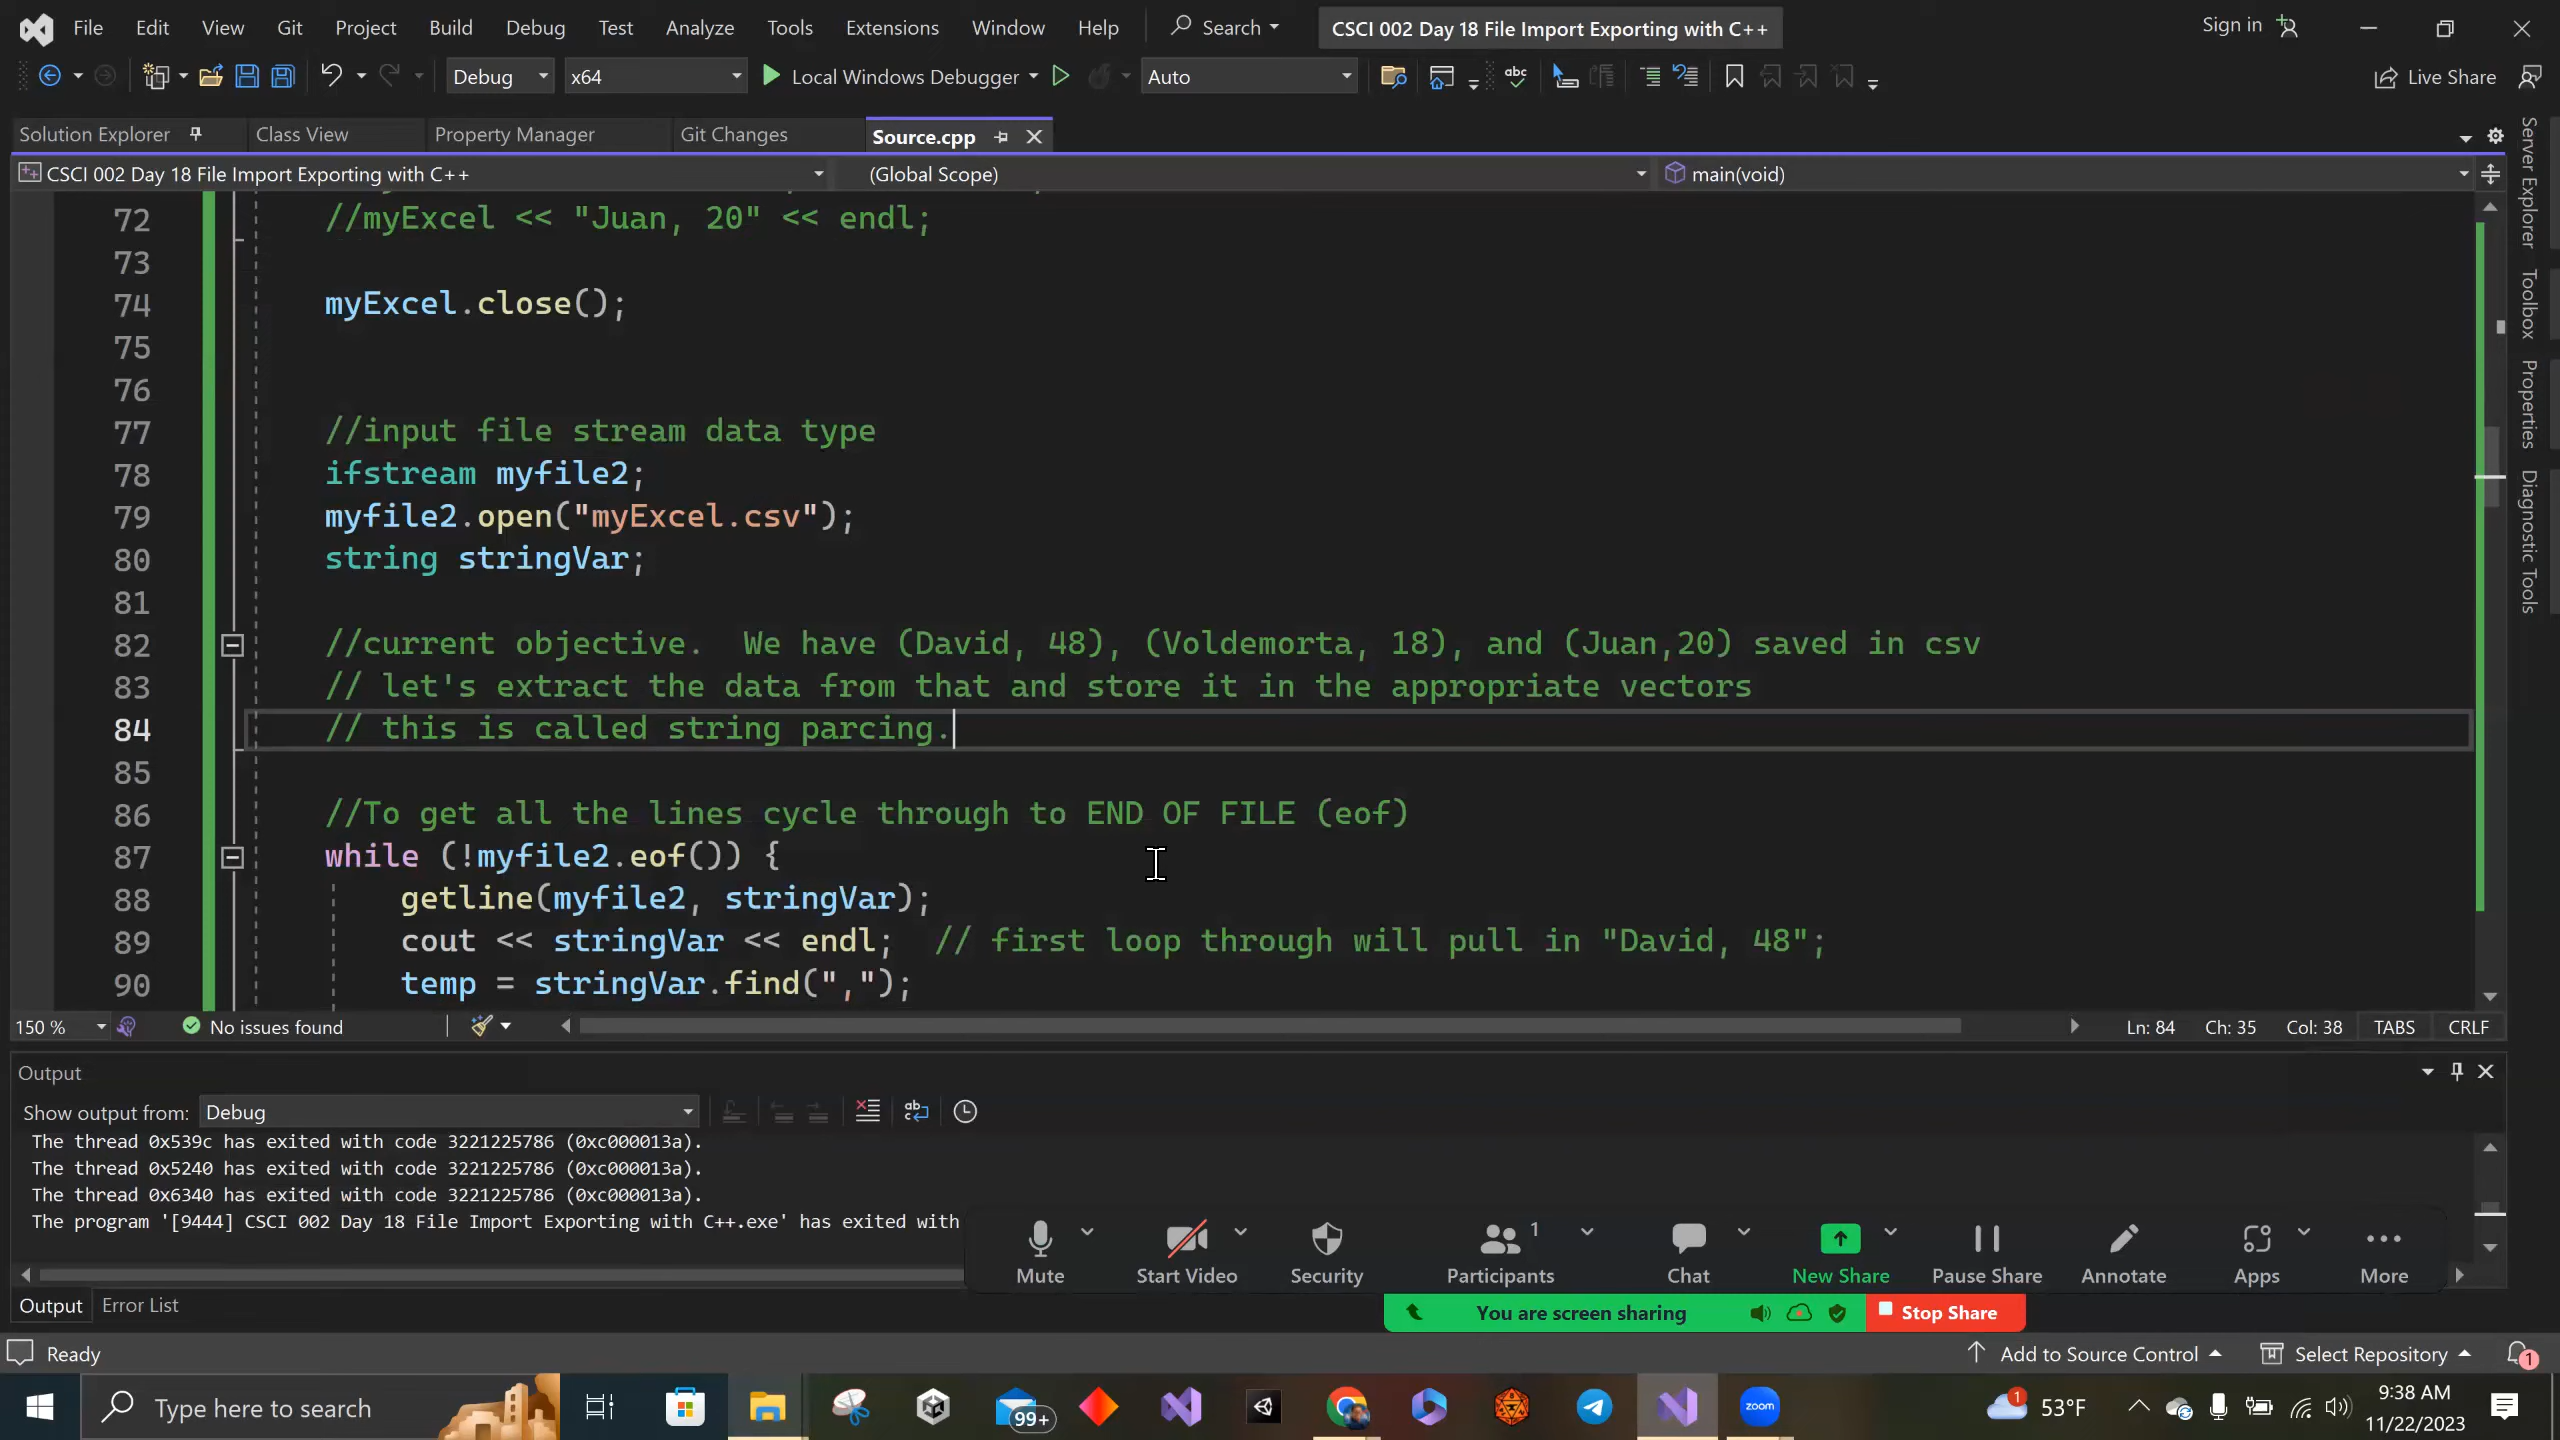 File Edit View Git Project Build Debug Test Analyze Tools Extensions Window Help Search CSCI 002 Day 18 File Import Exporting with C++ Sign in
Debug x64 Local Windows Debugger Auto Live Share
Solution Explorer Class View Property Manager Git Changes Source.cpp
CSCI 002 Day 18 File Import Exporting with C++ (Global Scope) main(void)
72 //myExcel << "Juan, 20" << endl;
73
74 myExcel.close();
75
76
77 //input file stream data type
78 ifstream myfile2;
79 myfile2.open("myExcel.csv");
80 string stringVar;
81
82 //current objective.  We have (David, 48), (Voldemorta, 18), and (Juan,20) saved in csv
83 // let's extract the data from that and store it in the appropriate vectors
84 // this is called string parcing.
85
86 //To get all the lines cycle through to END OF FILE (eof)
87 while (!myfile2.eof()) {
88 getline(myfile2, stringVar);
89 cout << stringVar << endl;  // first loop through will pull in "David, 48";
90 temp = stringVar.find(",");
Server Explorer
Toolbox
Properties
Diagnostic Tools
150 % No issues found Ln: 84 Ch: 35 Col: 38 TABS CRLF
Output
Show output from: Debug
The thread 0x539c has exited with code 3221225786 (0xc000013a).
The thread 0x5240 has exited with code 3221225786 (0xc000013a).
The thread 0x6340 has exited with code 3221225786 (0xc000013a).
The program '[9444] CSCI 002 Day 18 File Import Exporting with C++.exe' has exited with
1
Mute Start Video Security Participants Chat New Share Pause Share Annotate Apps More
Output Error List
You are screen sharing Stop Share
Ready Add to Source Control Select Repository 1
Type here to search 99+ zoom 1 53°F 9:38 AM
11/22/2023